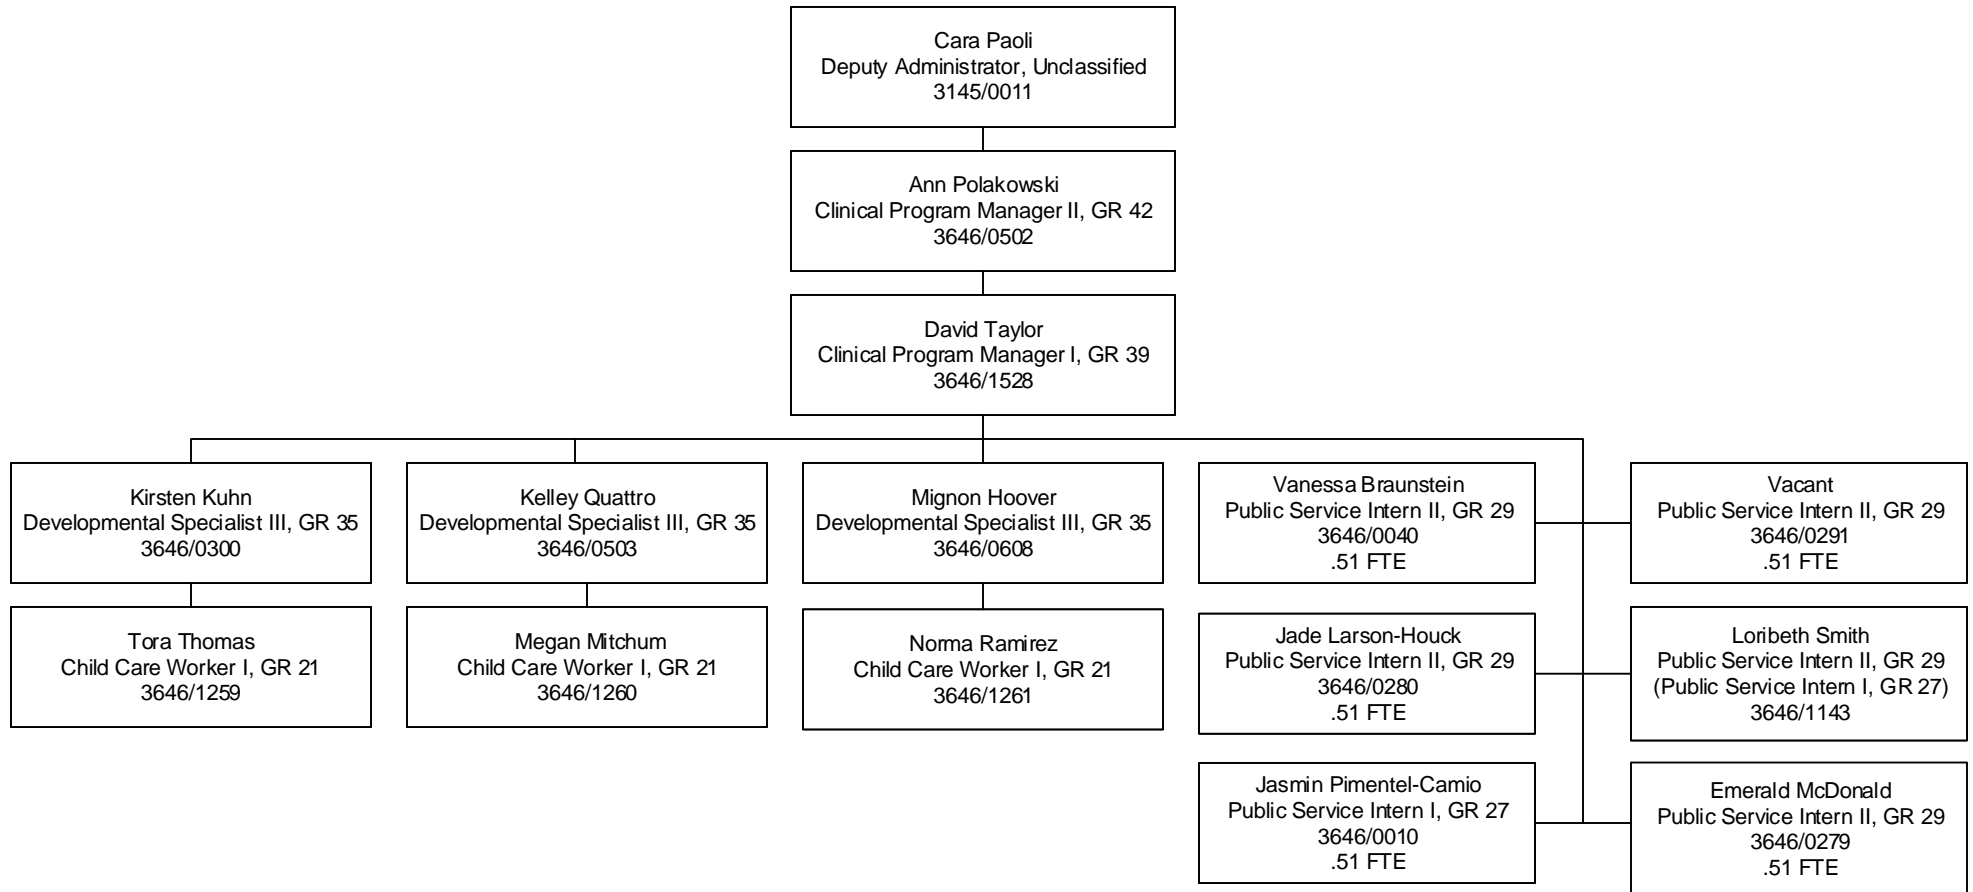 Cara Paoli
Deputy Administrator, Unclassified
3145/0011
Ann Polakowski
Clinical Program Manager II, GR 42
3646/0502
David Taylor
Clinical Program Manager I, GR 39
3646/1528
Kirsten Kuhn
Developmental Specialist III, GR 35
3646/0300
Kelley Quattro
Developmental Specialist III, GR 35
3646/0503
Mignon Hoover
Developmental Specialist III, GR 35
3646/0608
Vanessa Braunstein
Public Service Intern II, GR 29
3646/0040
.51 FTE
Vacant
Public Service Intern II, GR 29
3646/0291
.51 FTE
Tora Thomas
Child Care Worker I, GR 21
3646/1259
Megan Mitchum
Child Care Worker I, GR 21
3646/1260
Norma Ramirez
Child Care Worker I, GR 21
3646/1261
Jade Larson-Houck
Public Service Intern II, GR 29
3646/0280
.51 FTE
Loribeth Smith
Public Service Intern II, GR 29
(Public Service Intern I, GR 27)
3646/1143
Jasmin Pimentel-Camio
Public Service Intern I, GR 27
3646/0010
.51 FTE
Emerald McDonald
Public Service Intern II, GR 29
3646/0279
.51 FTE